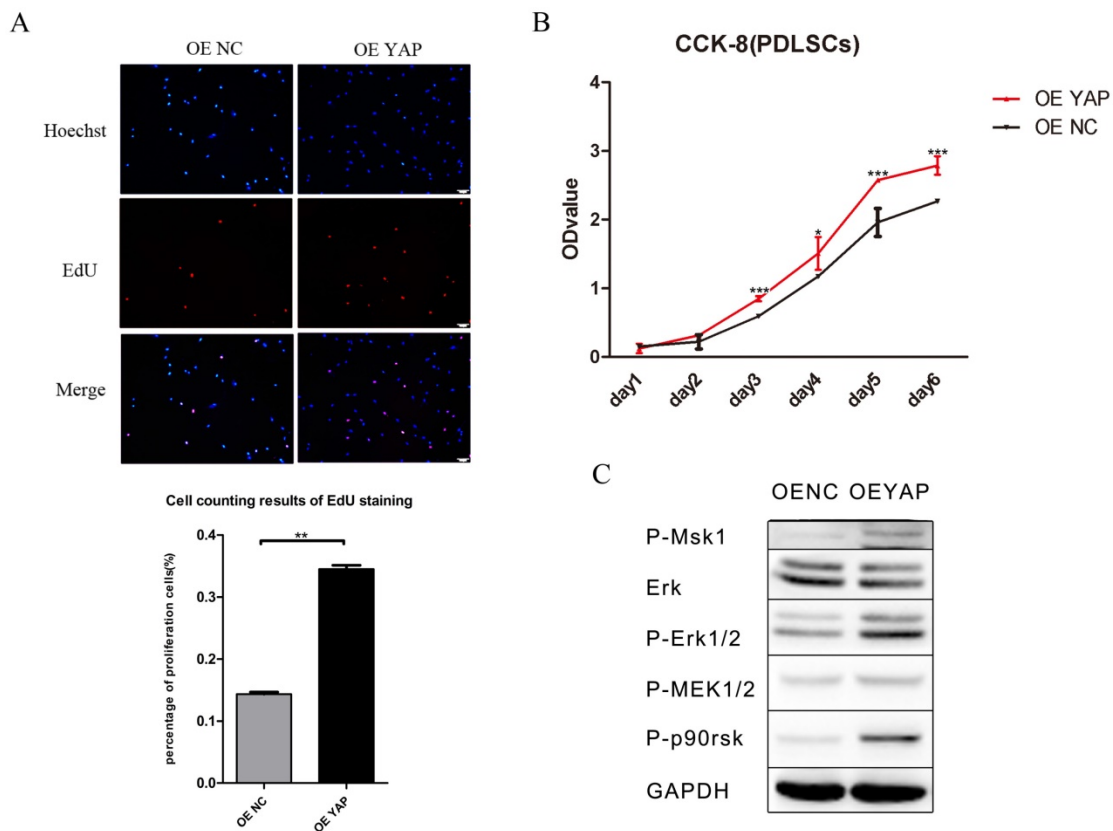 A
OE NC OE YAP
Hoechst
EdU
Merge
Cell counting results of EdU staining
percentage of proliferation cells(%)
0.4
**
0.3
0.2
0.1
0.0
OE NC OE YAP
B
CCK-8(PDLSCs)
ODvalue
4
3
2
1
0
OE YAP
OE NC
***
*
***
***
day1 day2 day3 day4 day5 day6
C
OENC OEYAP
P-Msk1
Erk
P-Erk1/2
P-MEK1/2
P-p90rsk
GAPDH